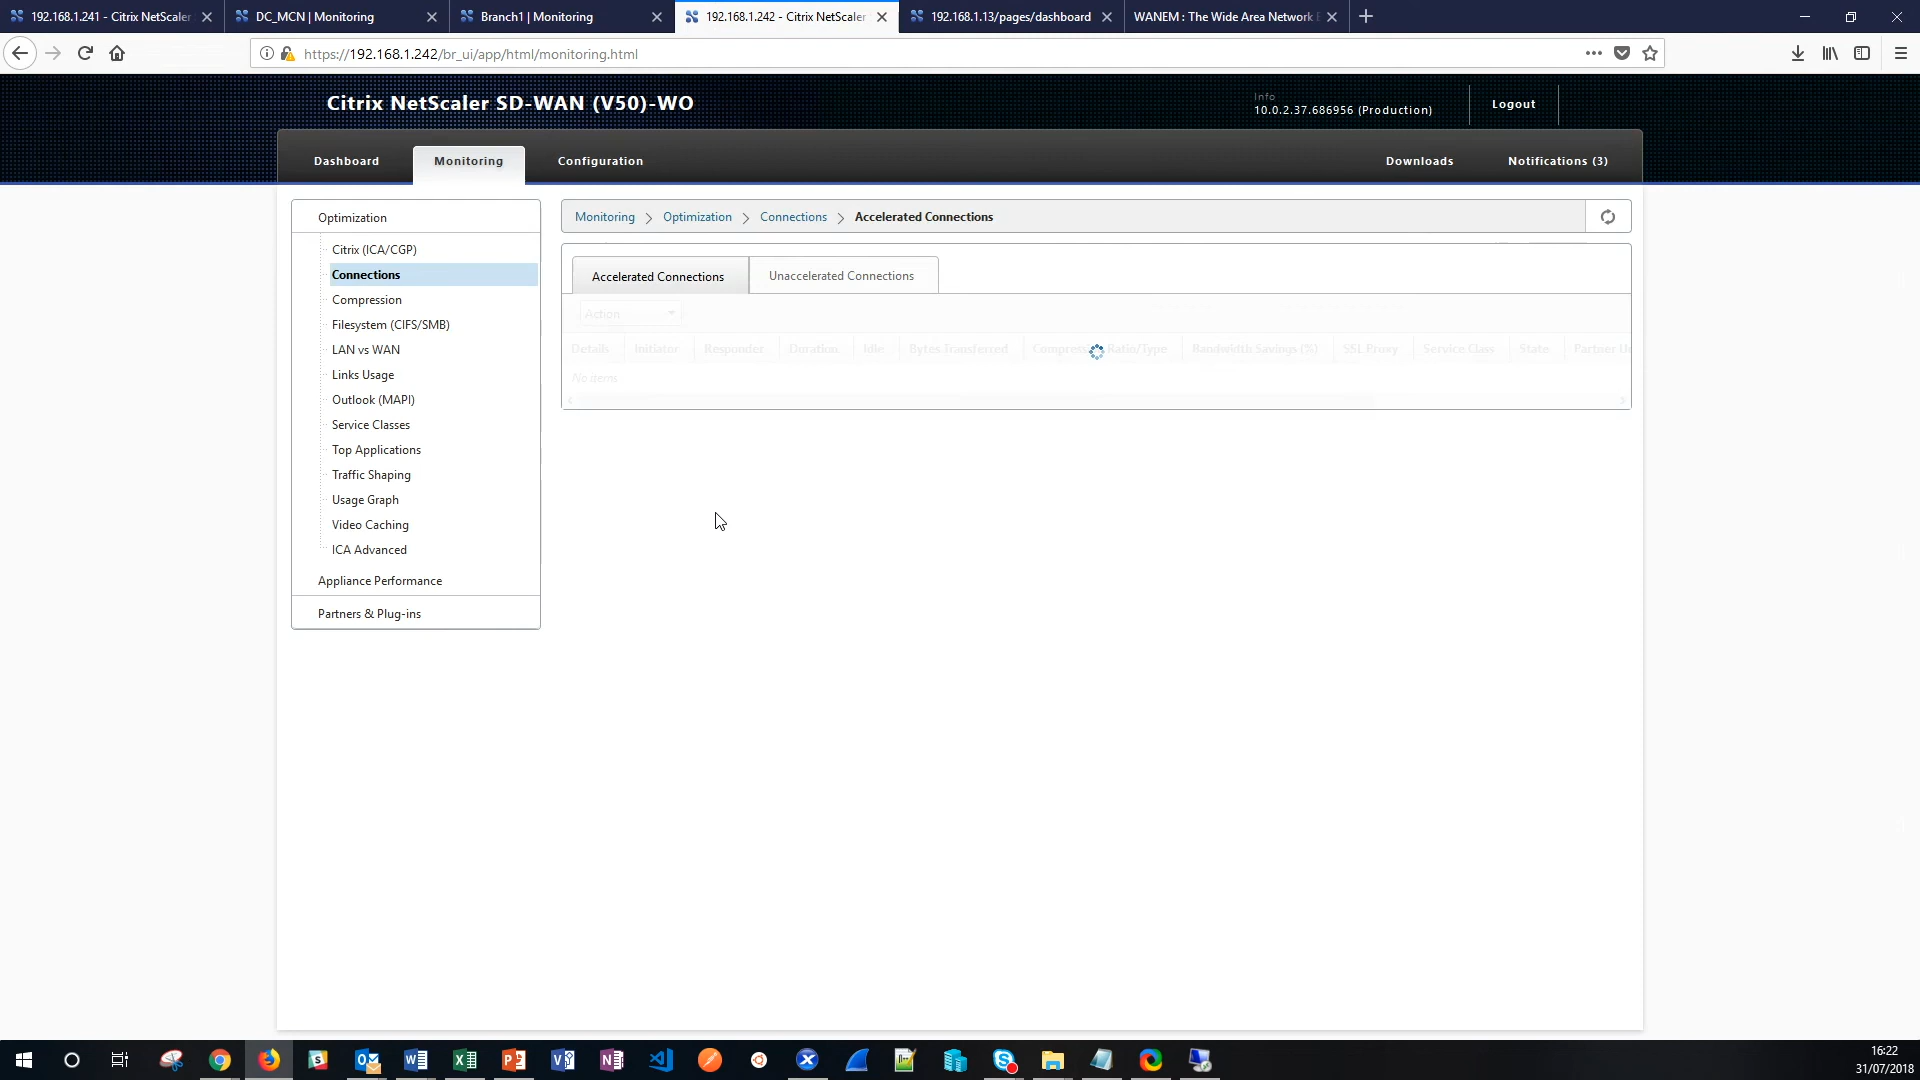 192.168.1.241 - Citrix NetScaler
DC_MCN | Monitoring
Branch1 | Monitoring
192.168.1.242 - Citrix NetScaler
192.168.1.13/pages/dashboard
WANEM : The Wide Area Network E
https://192.168.1.242/br_ui/app/html/monitoring.html
Citrix NetScaler SD-WAN (V50)-WO
Info
10.0.2.37.686956 (Production)
Logout
Dashboard
Monitoring
Configuration
Downloads
Notifications (3)
Optimization
Citrix (ICA/CGP)
Connections
Compression
Filesystem (CIFS/SMB)
LAN vs WAN
Links Usage
Outlook (MAPI)
Service Classes
Top Applications
Traffic Shaping
Usage Graph
Video Caching
ICA Advanced
Appliance Performance
Partners & Plug-ins
Monitoring > Optimization > Connections > Accelerated Connections
Accelerated Connections
Unaccelerated Connections
Action
Details Initiator Responder Duration Idle Bytes Transferred Compression Ratio/Type Bandwidth Savings (%) SSL Proxy Service Class State Partner Un
No items
16:22
31/07/2018